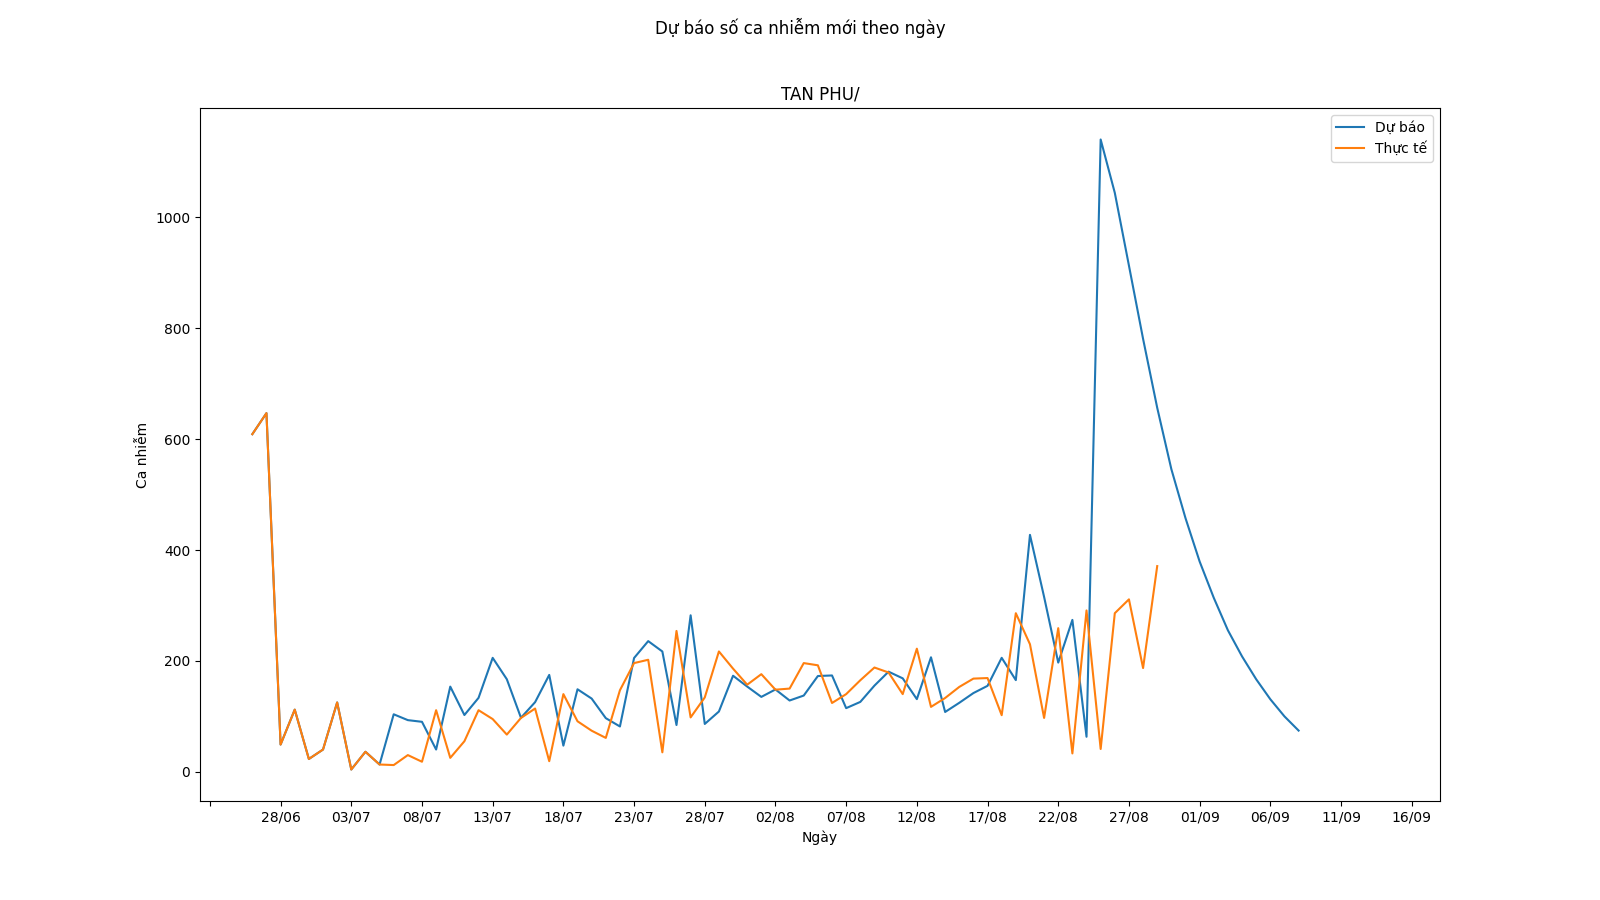 Dự báo số ca nhiễm mới theo ngày
TAN PHU/
Dự báo
Thực tế
1000
800
600
400
200
0
Ca nhiễm
28/06 03/07 08/07 13/07 18/07 23/07 28/07 02/08 07/08 12/08 17/08 22/08 27/08 01/09 06/09 11/09 16/09
Ngày